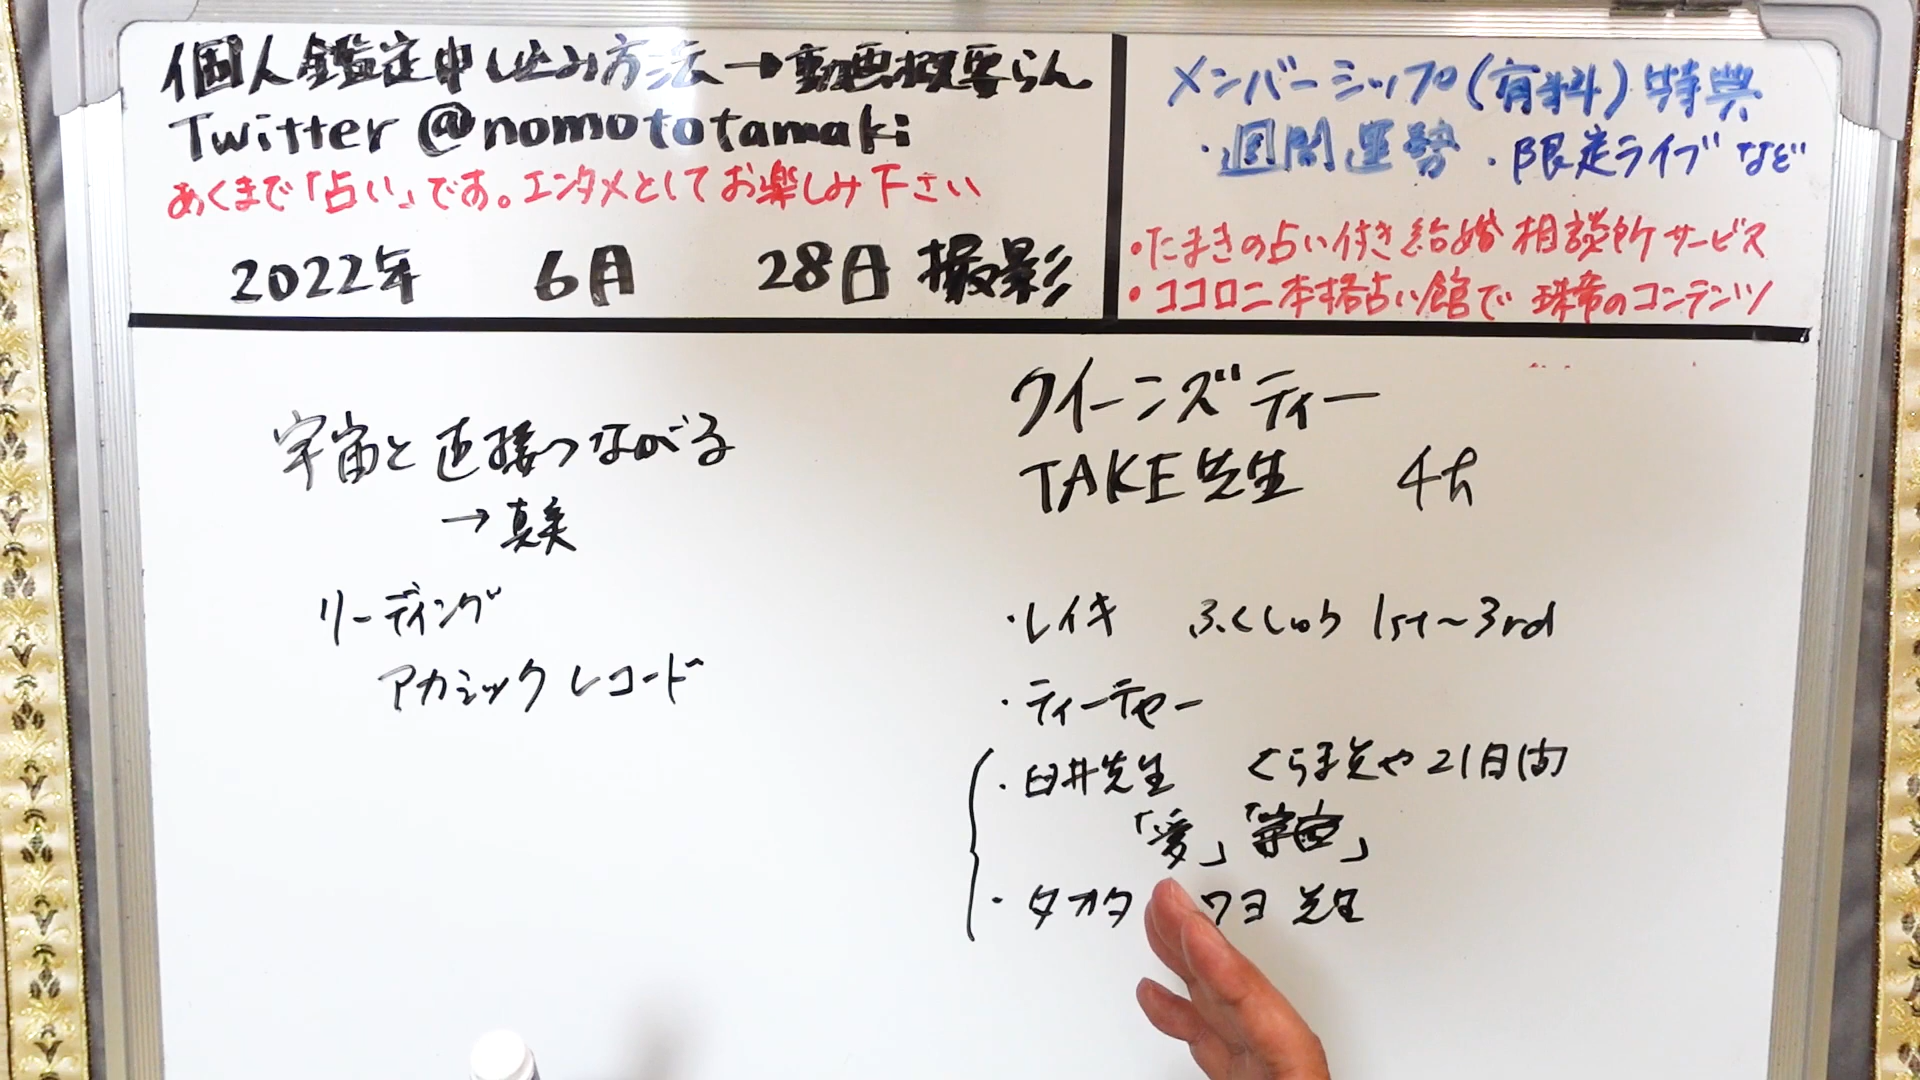 個人鑑定申し込み方法→動画概要らん
Twitter @nomototamaki
あくまで「占い」です。エンタメとしてお楽しみ下さい
2022年 6月 28日 撮影
メンバーシップ(有料)特典
・週間運勢 ・限定ライブなど
・たまきの占い付き結婚相談所サービス
・ココロニ本格占い館で 珠希のコンテンツ
宇宙と直接つながる
→真実
リーディング
アカシックレコード
クイーンズティー
TAKE先生 4th
・レイキ ふくしゅう 1st〜3rd
・ティーチャー
・臼井先生 くらま 21日間
「愛」「宇宙」
・タカタ ワヨ 先生